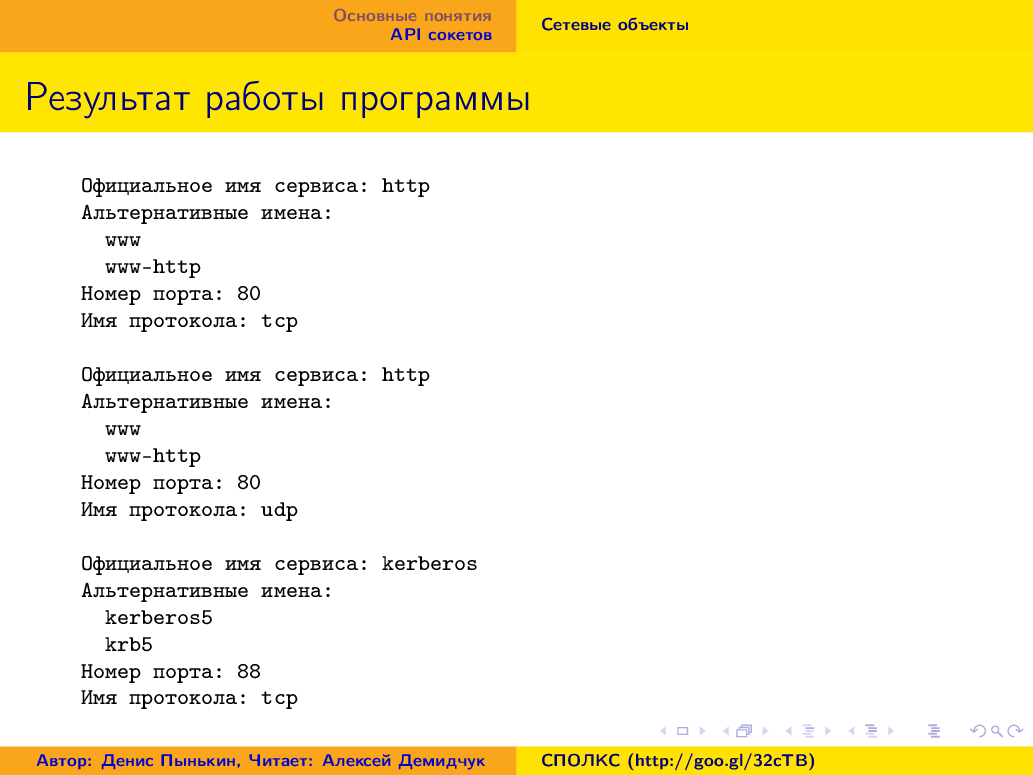 Основные понятия
API сокетов
Сетевые объекты
Результат работы программы
Официальное имя сервиса: http
Альтернативные имена:
www
www-http
Номер порта: 80
Имя протокола: tcp
Официальное имя сервиса: http
Альтернативные имена:
www
www-http
Номер порта: 80
Имя протокола: udp
Официальное имя сервиса: kerberos
Альтернативные имена:
kerberos5
krb5
Номер порта: 88
Имя протокола: tcp
Автор: Денис Пынькин, Читает: Алексей Демидчук
СПОЛКС (http://goo.gl/32cTB)